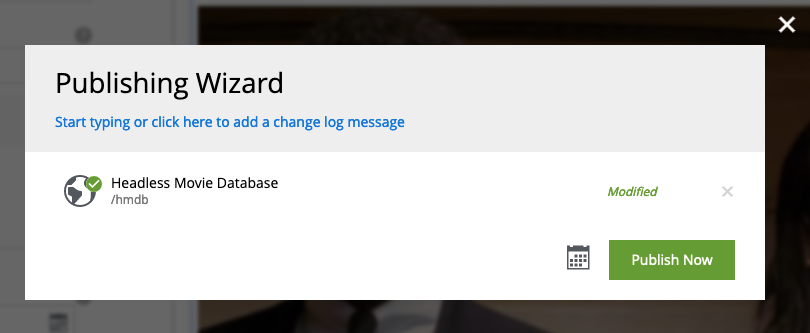 Publishing Wizard
Start typing or click here to add a change log message
Headless Movie Database
/hmdb
Modified
Publish Now